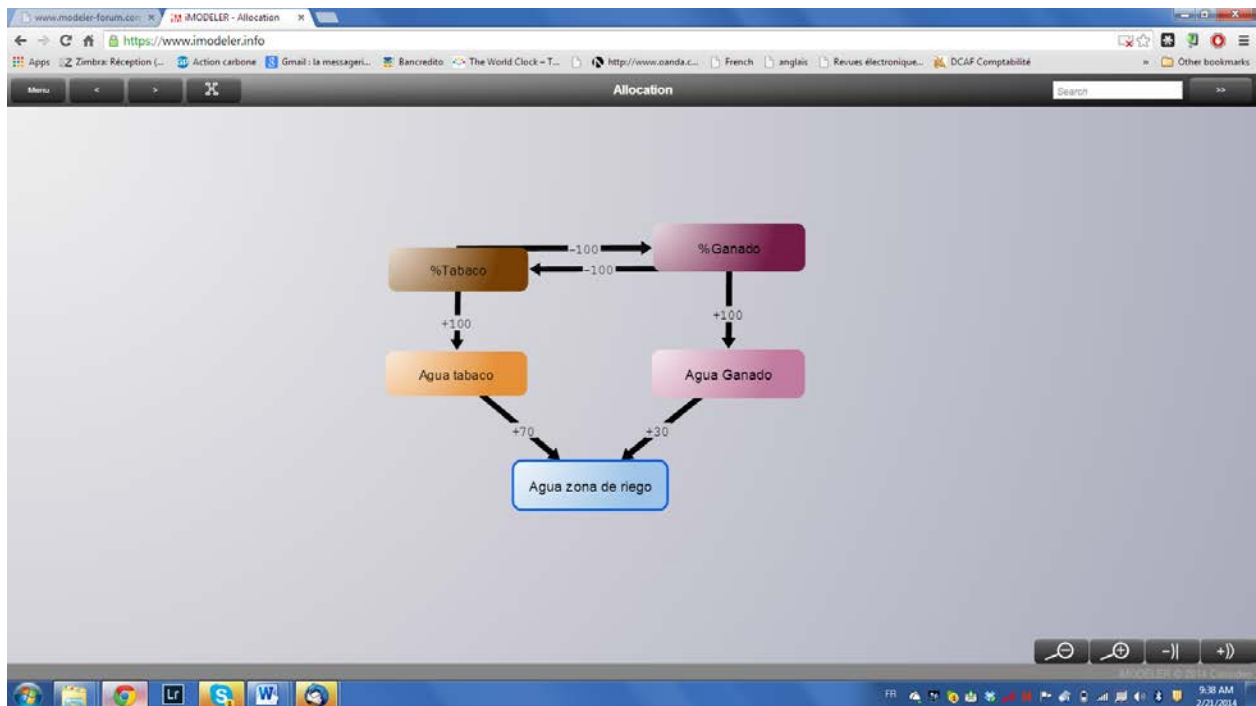 www.modeler-forum.com
iMODELER - Allocation
https://www.imodeler.info
Apps
Zimbra: Réception (...
Action carbone
Gmail : la messageri...
Bancredito
The World Clock – T...
http://www.oanda.c...
French
anglais
Revues électronique...
DCAF Comptabilité
»
Other bookmarks
Menu
<
>
Allocation
Search
>>
%Tabaco
-100
-100
%Ganado
+100
+100
Agua tabaco
Agua Ganado
+70
+30
Agua zona de riego
-)|
+))
Lr
FR
9:38 AM
2/21/2014